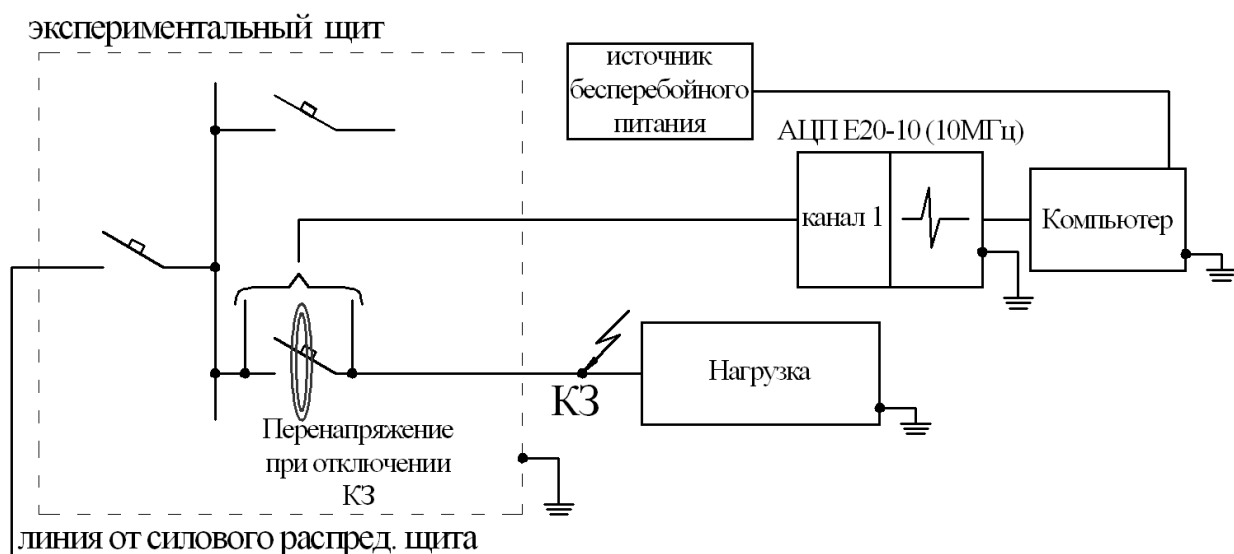 экспериментальный щит
источник
бесперебойного
питания
АЦП Е20-10 (10МГц)
канал 1
Компьютер
Нагрузка
КЗ
Перенапряжение
при отключении
КЗ
линия от силового распред. щита